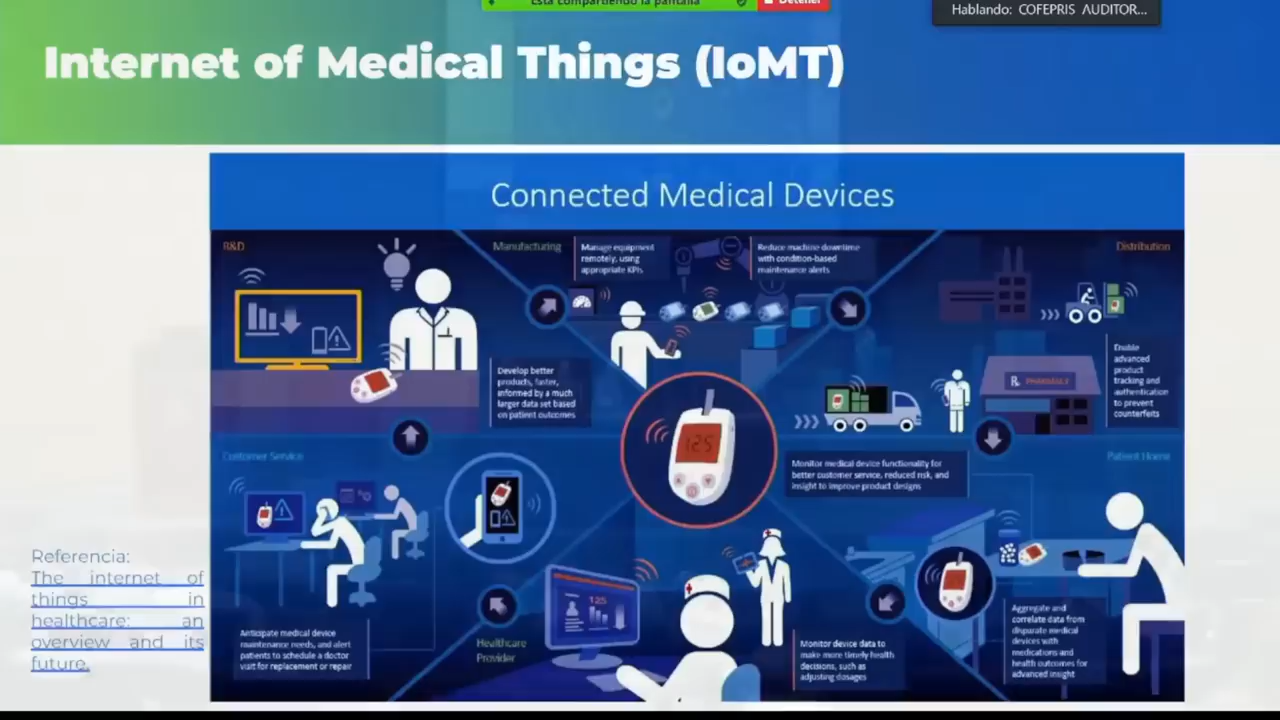 Está compartiendo la pantalla
Detener
Hablando: COFEPRIS AUDITOR...
Internet of Medical Things (IoMT)
Connected Medical Devices
R&D
Manufacturing
Manage equipment
remotely, using
appropriate KPIs
Reduce machine downtime
with condition-based
maintenance alerts
Distribution
Develop better
products, faster,
informed by a much
larger data set based
on patient outcomes
Enable
advanced
product
tracking and
authentication
to prevent
counterfeits
125
Customer Service
Monitor medical device functionality for
better customer service, reduced risk, and
insight to improve product designs
Patient Home
Referencia:
The internet of
things in
healthcare: an
overview and its
future.
Anticipate medical device
maintenance needs, and alert
patients to schedule a doctor
visit for replacement or repair
Healthcare
Provider
125
Monitor device data to
make more timely health
decisions, such as
adjusting dosages
Aggregate and
correlate data from
disparate medical
devices with
medications and
health outcomes for
advanced insight